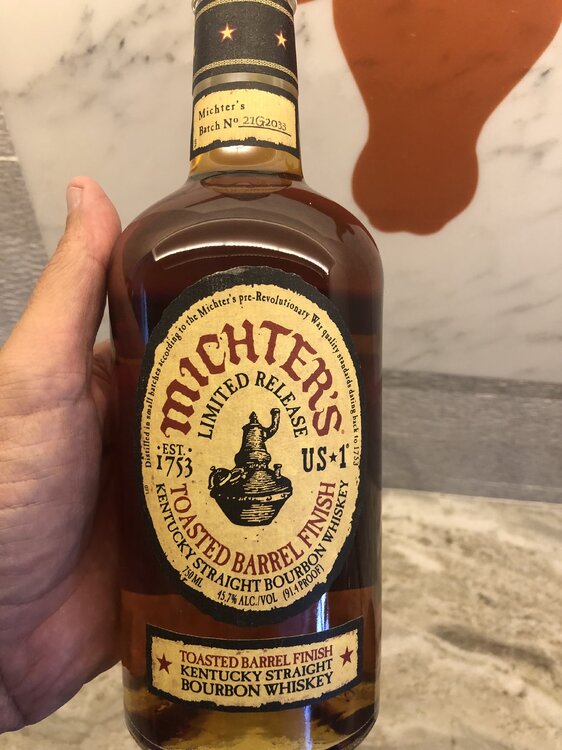 Michter's
Batch Nº 21G2033
Distilled in small batches according to the Michter's pre-Revolutionary War quality standards dating back to 1753
MICHTER'S
LIMITED RELEASE
·EST.·
1753
US★1®
TOASTED BARREL FINISH
KENTUCKY STRAIGHT BOURBON WHISKEY
750 ML
45.7% ALC./VOL (91.4 PROOF)
TOASTED BARREL FINISH
KENTUCKY STRAIGHT
BOURBON WHISKEY